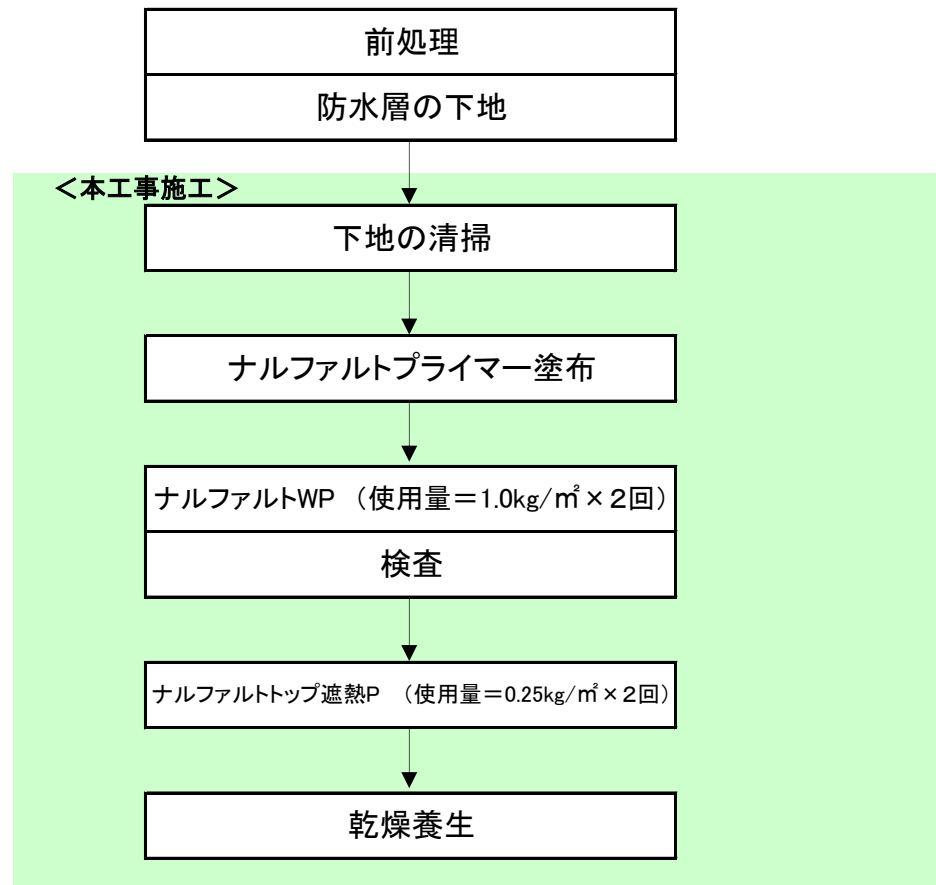 前処理
防水層の下地
＜本工事施工＞
下地の清掃
ナルファルトプライマー塗布
ナルファルトWP　（使用量＝1.0kg/㎡×２回）
検査
ナルファルトトップ遮熱P　（使用量＝0.25kg/㎡×２回）
乾燥養生